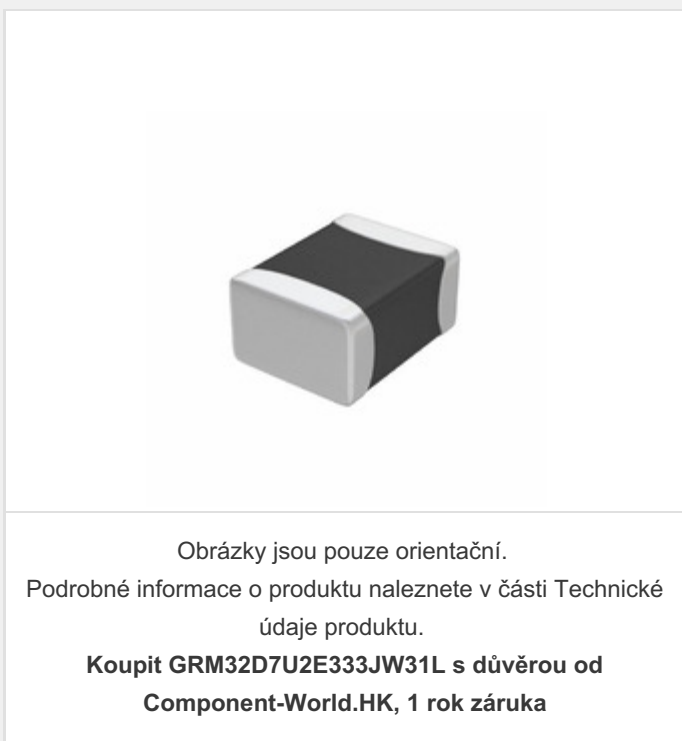 Obrázky jsou pouze orientační.
Podrobné informace o produktu naleznete v části Technické
údaje produktu.
Koupit GRM32D7U2E333JW31L s důvěrou od
Component-World.HK, 1 rok záruka